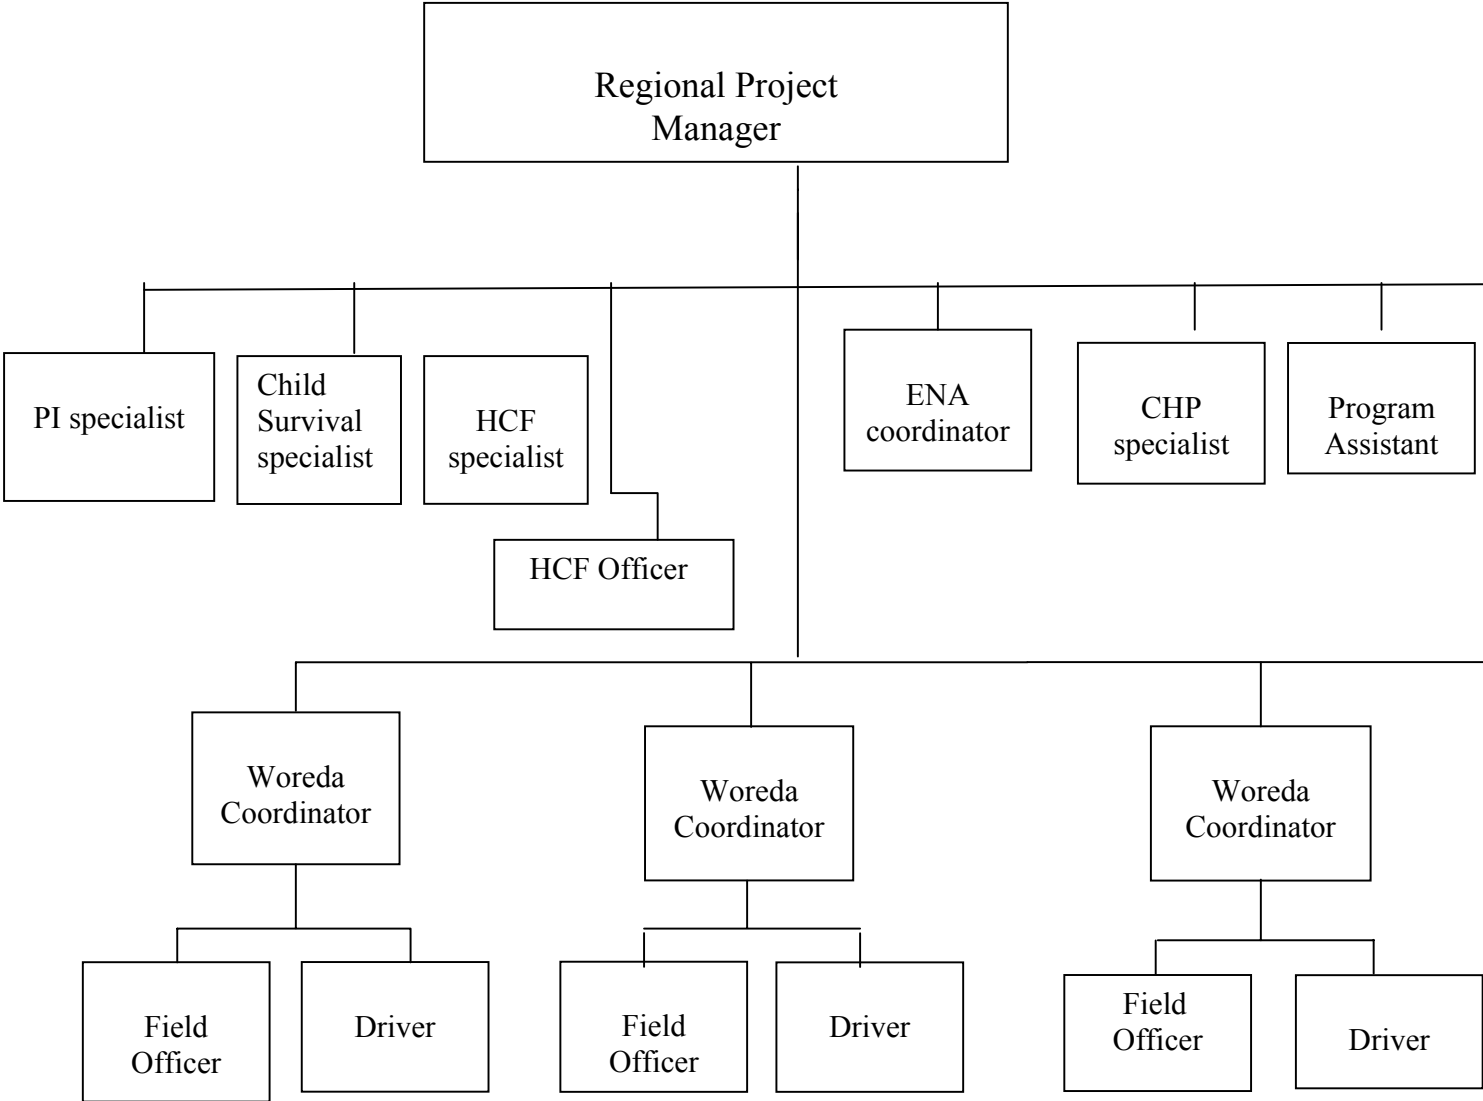 Regional Project
Manager
PI specialist
Child
Survival
specialist
HCF
specialist
ENA
coordinator
CHP
specialist
Program
Assistant
HCF Officer
Woreda
Coordinator
Woreda
Coordinator
Woreda
Coordinator
Field
Officer
Driver
Field
Officer
Driver
Field
Officer
Driver